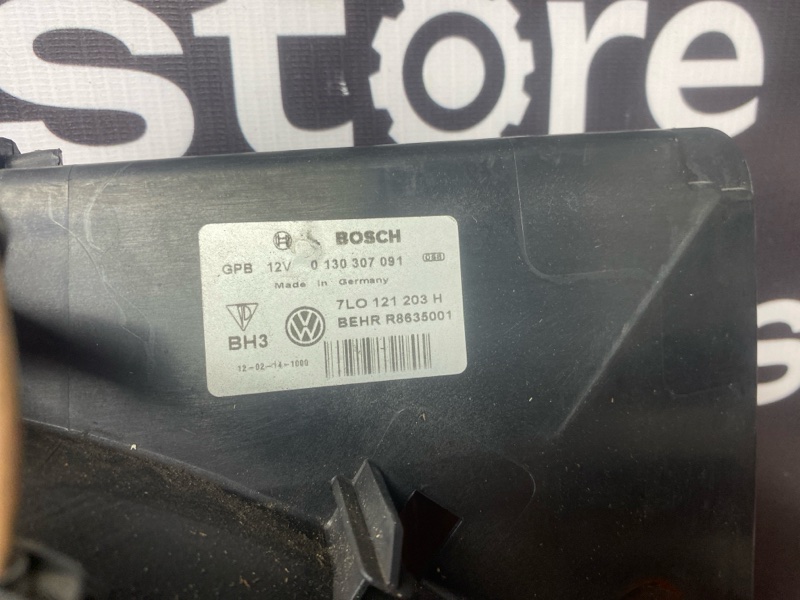 store
BOSCH
GPB 12V 0 130 307 091
Made in Germany
7L0 121 203 H
BEHR R8635001
BH3
12-02-14-1000